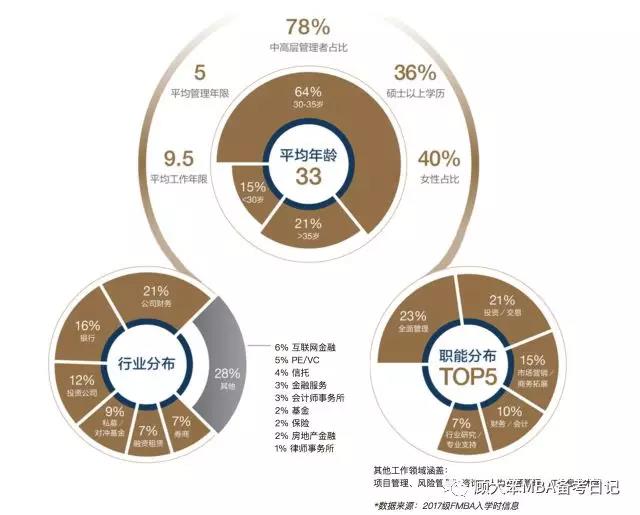 78%
中高层管理者占比
5
平均管理年限
36%
硕士以上学历
9.5
平均工作年限
40%
女性占比
64%
30-35岁
平均年龄
33
15%
<30岁
21%
>35岁
21%
公司财务
16%
银行
12%
投资公司
9%
私募/
对冲基金
7%
融资租赁
7%
券商
28%
其他
行业分布
6% 互联网金融
5% PE/VC
4% 信托
3% 金融服务
3% 会计师事务所
2% 基金
2% 保险
2% 房地产金融
1% 律师事务所
23%
全面管理
21%
投资/交易
15%
市场营销/
商务拓展
10%
财务/会计
7%
行业研究/
专业支持
职能分布
TOP5
其他工作领域涵盖:
项目管理、风险管
顾大笨MBA备考日记
*数据来源:2017级FMBA入学时信息